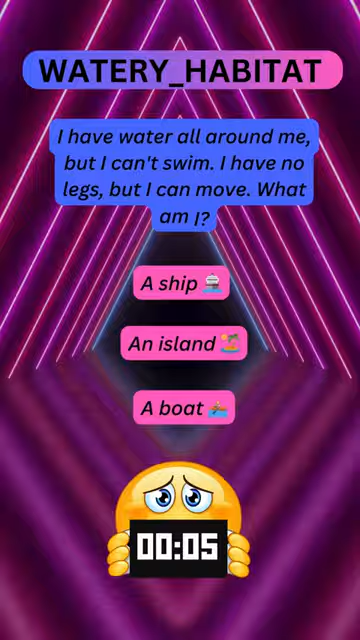 WATERY_HABITAT
I have water all around me,
but I can't swim. I have no
legs, but I can move. What
am I?
A ship 🚢
An island 🏝️
A boat 🚣
00:05